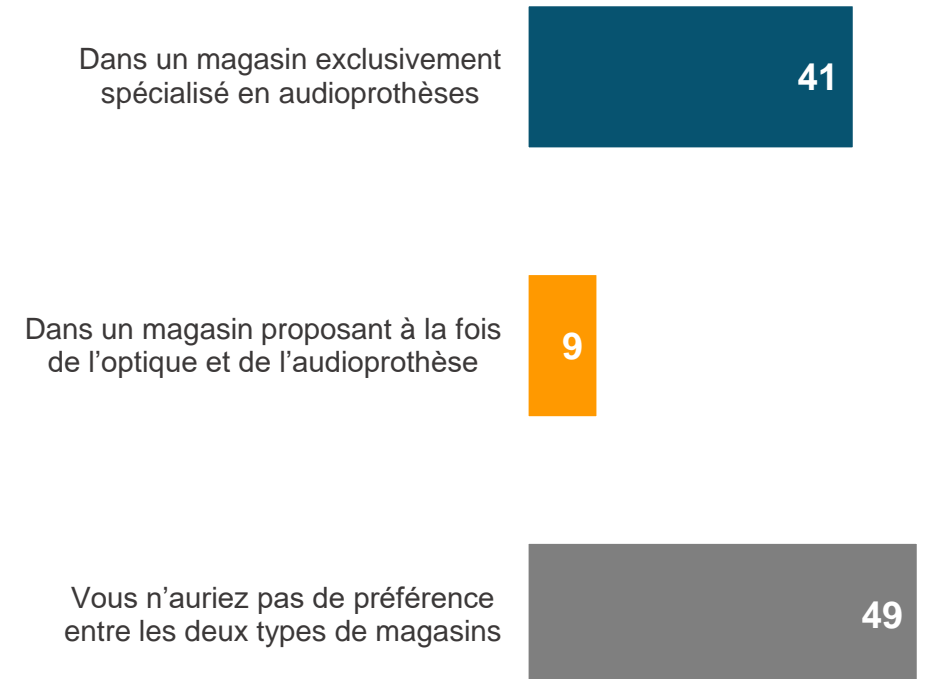 Dans un magasin exclusivement
spécialisé en audioprothèses
41
Dans un magasin proposant à la fois
de l’optique et de l’audioprothèse
9
Vous n’auriez pas de préférence
entre les deux types de magasins
49